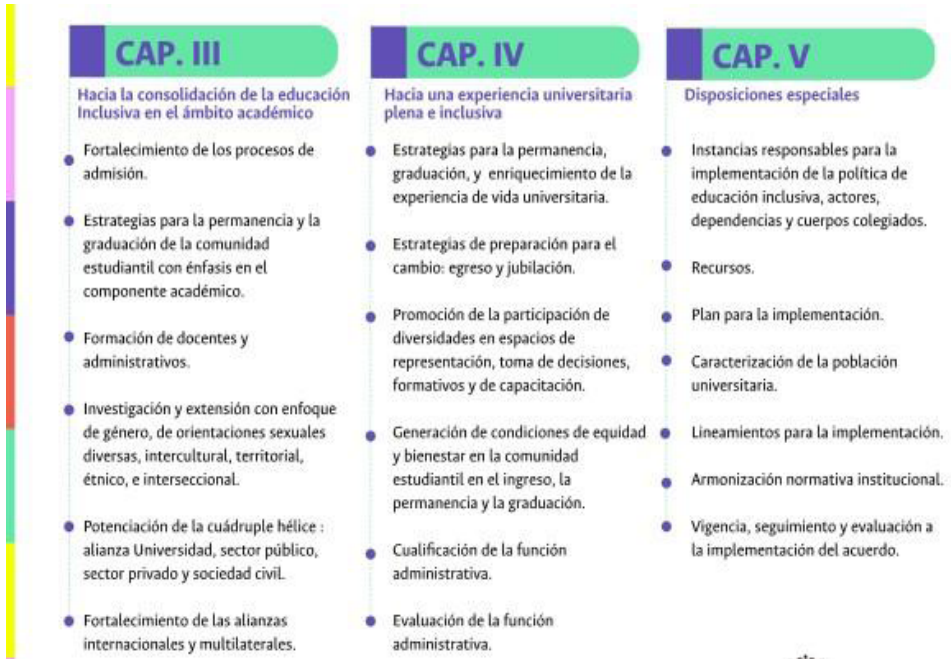 CAP. III
Hacia la consolidación de la educación
Inclusiva en el ámbito académico
Fortalecimiento de los procesos de
admisión.
Estrategias para la permanencia y la
graduación de la comunidad
estudiantil con énfasis en el
componente académico.
Formación de docentes y
administrativos.
Investigación y extensión con enfoque
de género, de orientaciones sexuales
diversas, intercultural, territorial,
étnico, e interseccional.
Potenciación de la cuádruple hélice :
alianza Universidad, sector público,
sector privado y sociedad civil.
Fortalecimiento de las alianzas
internacionales y multilaterales.
CAP. IV
Hacia una experiencia universitaria
plena e inclusiva
Estrategias para la permanencia,
graduación, y enriquecimiento de la
experiencia de vida universitaria.
Estrategias de preparación para el
cambio: egreso y jubilación.
Promoción de la participación de
diversidades en espacios de
representación, toma de decisiones,
formativos y de capacitación.
Generación de condiciones de equidad
y bienestar en la comunidad
estudiantil en el ingreso, la
permanencia y la graduación.
Cualificación de la función
administrativa.
Evaluación de la función
administrativa.
CAP. V
Disposiciones especiales
Instancias responsables para la
implementación de la política de
educación inclusiva, actores,
dependencias y cuerpos colegiados.
Recursos.
Plan para la implementación.
Caracterización de la población
universitaria.
Lineamientos para la implementación.
Armonización normativa institucional.
Vigencia, seguimiento y evaluación a
la implementación del acuerdo.